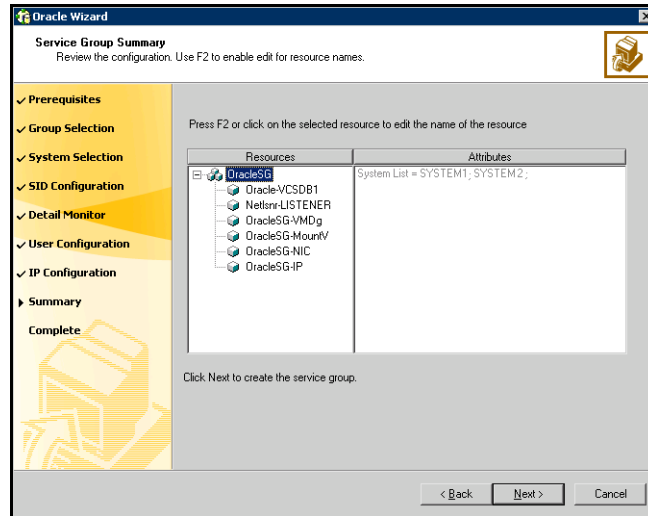 Oracle Wizard
Service Group Summary
Review the configuration. Use F2 to enable edit for resource names.
Prerequisites
Group Selection
System Selection
SID Configuration
Detail Monitor
User Configuration
IP Configuration
Summary
Complete
Press F2 or click on the selected resource to edit the name of the resource
Resources Attributes
OracleSG System List = SYSTEM1; SYSTEM2;
Oracle-VCSDB1
Netlsnr-LISTENER
OracleSG-VMDg
OracleSG-MountV
OracleSG-NIC
OracleSG-IP
Click Next to create the service group.
< Back Next > Cancel